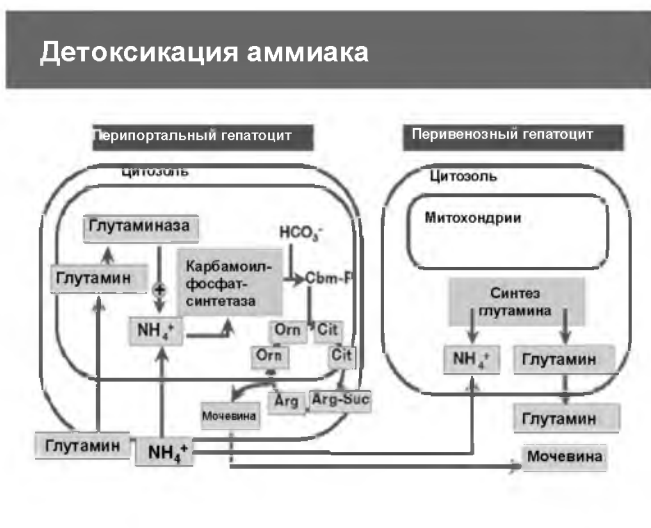 Детоксикация аммиака
Перипортальный гепатоцит
Перивенозный гепатоцит
Цитозоль
Цитозоль
Митохондрии
Глутаминаза
HCO₃⁻
Глутамин
Карбамоил-
фосфат-
синтетаза
Cbm-P
+
NH₄⁺
Orn
Cit
Orn
Cit
Arg
Arg-Suc
Мочевина
Синтез
глутамина
NH₄⁺
Глутамин
Глутамин
NH₄⁺
Глутамин
Мочевина